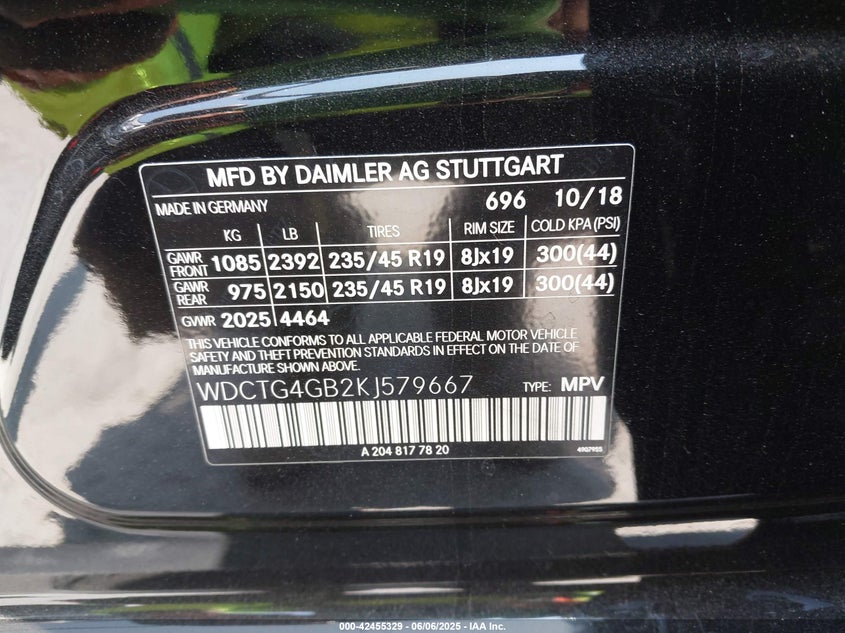 MFD BY DAIMLER AG STUTTGART
MADE IN GERMANY 696 10/18
KG LB TIRES RIM SIZE COLD KPA (PSI)
GAWR FRONT 1085 2392 235/45 R19 8Jx19 300(44)
GAWR REAR 975 2150 235/45 R19 8Jx19 300(44)
GVWR 2025 4464
THIS VEHICLE CONFORMS TO ALL APPLICABLE FEDERAL MOTOR VEHICLE
SAFETY AND THEFT PREVENTION STANDARDS IN EFFECT ON THE DATE OF
MANUFACTURE SHOWN ABOVE.
WDCTG4GB2KJ579667 TYPE: MPV
A 204 817 78 20 4907955
000-42455329 - 06/06/2025 - IAA Inc.